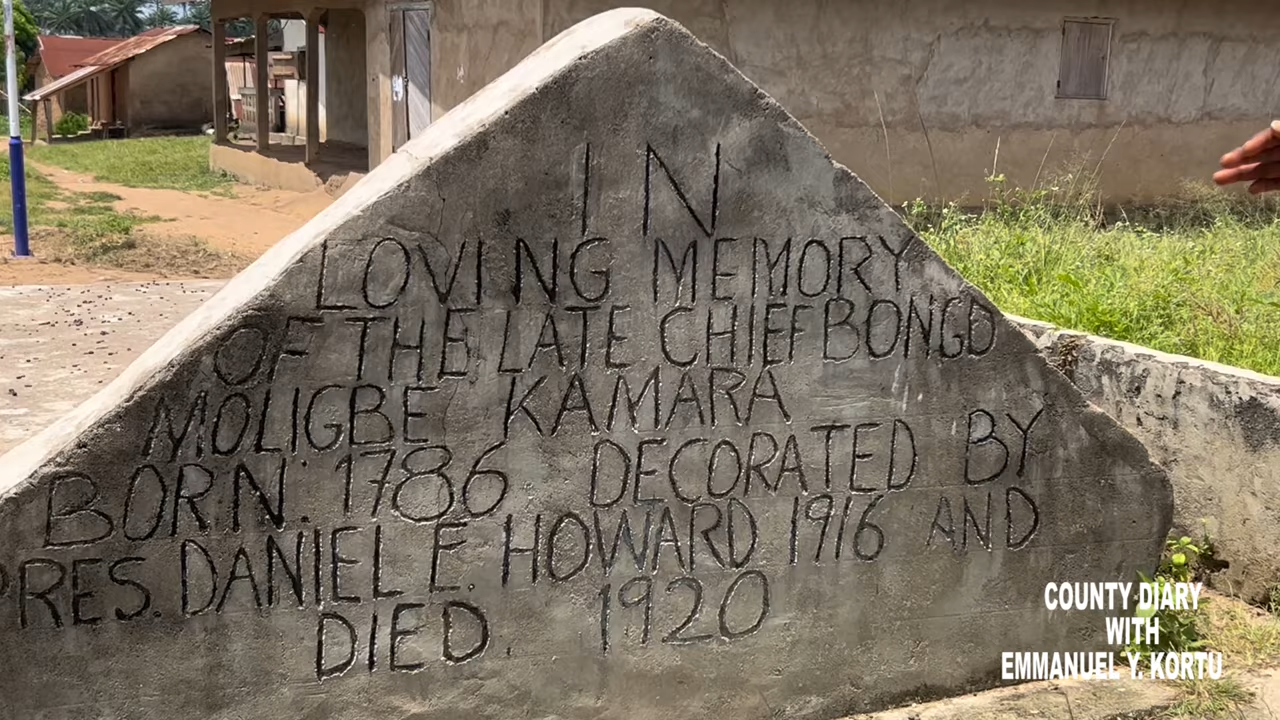 IN
LOVING MEMORY
OF THE LATE CHIEF BONGO
MOLIGBE KAMARA
BORN. 1786 DECORATED BY
PRES. DANIEL E. HOWARD 1916 AND
DIED. 1920
COUNTY DIARY
WITH
EMMANUEL Y. KORTU